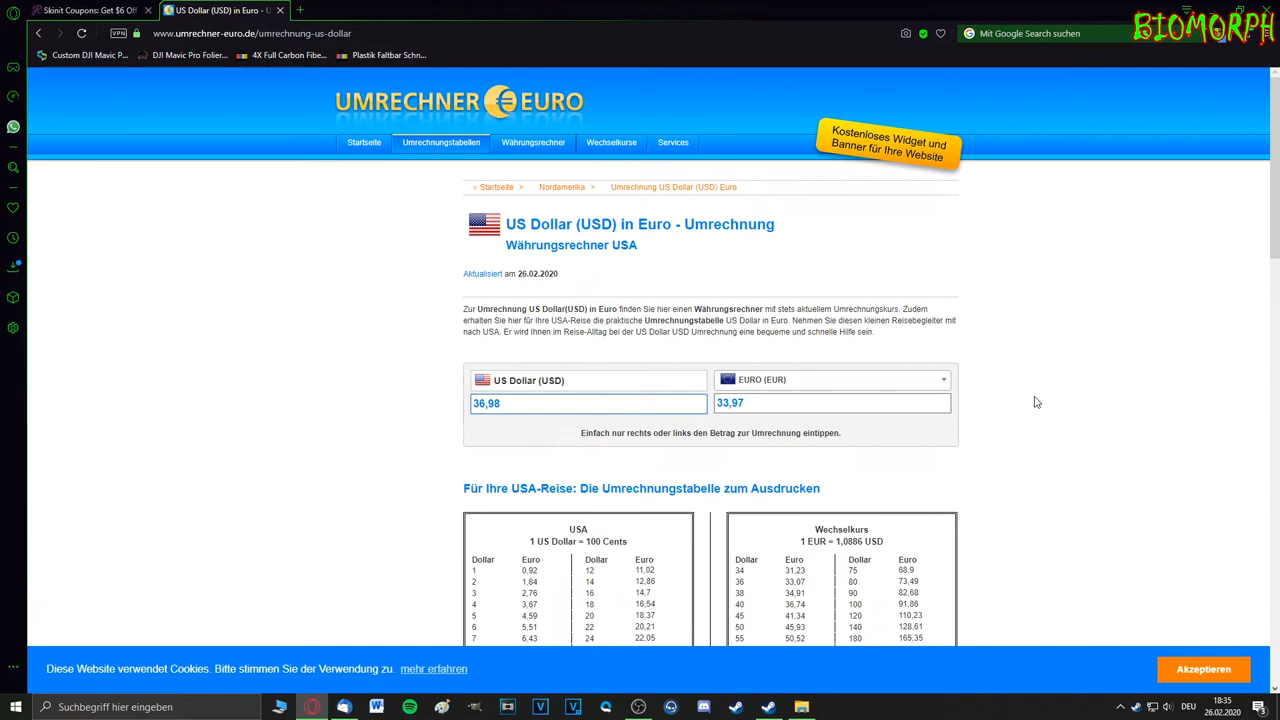 Skinit Coupons: Get $6 Off
US Dollar (USD) in Euro - U
BIOMORPH
VPN
www.umrechner-euro.de/umrechnung-us-dollar
Mit Google Search suchen
Custom DJI Mavic P...
DJI Mavic Pro Folier...
4X Carbon Fibe...
Plastik Faltbar Schn...
UMRECHNER € EURO
Kostenloses Widget und
Banner für Ihre Website
Startseite
Umrechnungstabellen
Währungsrechner
Wechselkurse
Services
» Startseite > Nordamerika > Umrechnung US Dollar (USD) Euro
US Dollar (USD) in Euro - Umrechnung
Währungsrechner USA
Aktualisiert am 26.02.2020
Zur Umrechnung US Dollar(USD) in Euro finden Sie hier einen Währungsrechner mit stets aktuellem Umrechnungskurs. Zudem
erhalten Sie hier für Ihre USA-Reise die praktische Umrechnungstabelle US Dollar in Euro. Nehmen Sie diesen kleinen Reisebegleiter mit
nach USA. Er wird Ihnen im Reise-Alltag bei der US Dollar USD Umrechnung eine bequeme und schnelle Hilfe sein.
US Dollar (USD)
EURO (EUR)
36,98
33,97
Einfach nur rechts oder links den Betrag zur Umrechnung eintippen.
Für Ihre USA-Reise: Die Umrechnungstabelle zum Ausdrucken
USA
1 US Dollar = 100 Cents
Dollar Euro Dollar Euro
1 0,92 12 11,02
2 1,84 14 12,86
3 2,76 16 14,7
4 3,67 18 16,54
5 4,59 20 18,37
6 5,51 22 20,21
7 6,43 24 22,05
Wechselkurs
1 EUR = 1,0886 USD
Dollar Euro Dollar Euro
34 31,23 75 68,9
36 33,07 80 73,49
38 34,91 90 82,68
40 36,74 100 91,86
45 41,34 120 110,23
50 45,93 140 128,61
55 50,52 180 165,35
Diese Website verwendet Cookies. Bitte stimmen Sie der Verwendung zu. mehr erfahren
Akzeptieren
Suchbegriff hier eingeben
DEU
18:35
26.02.2020